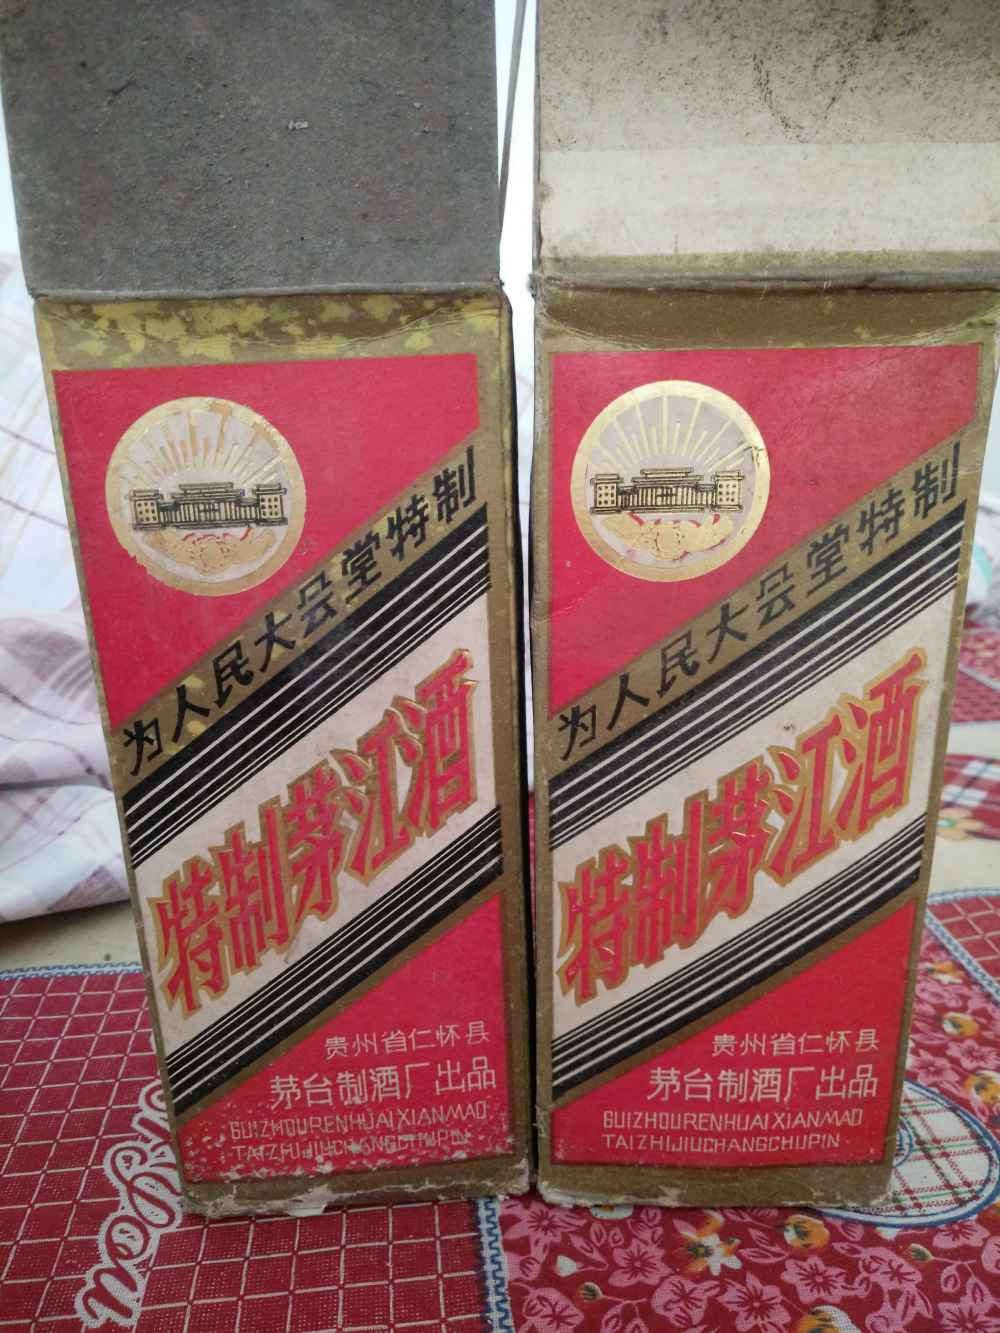 为人民大会堂特制
特制茅江酒
贵州省仁怀县
茅台制酒厂出品
GUIZHOURENHUAIXIANMAO
TAIZHIJIUCHANGCHUPIN
为人民大会堂特制
特制茅江酒
贵州省仁怀县
茅台制酒厂出品
GUIZHOURENHUAIXIANMAO
TAIZHIJIUCHANGCHUPIN